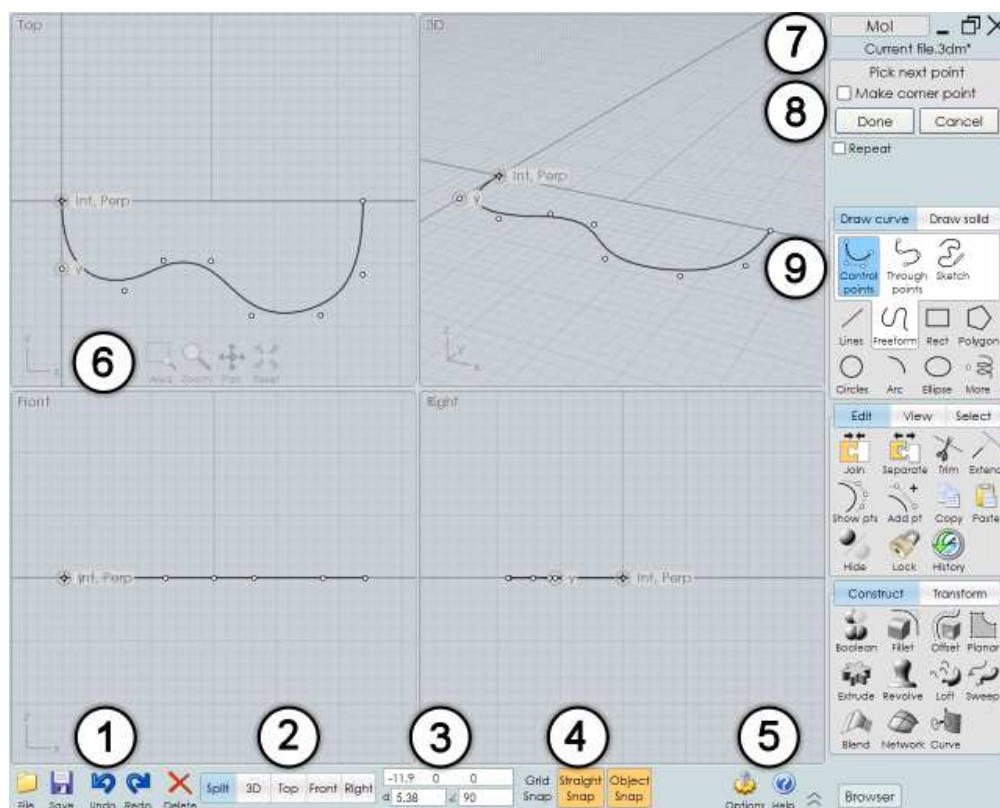 Top
3D
7
MoI
Current file.3dm*
Pick next point
Make corner point
8
Done Cancel
Repeat
Int, Perp
y
Int, Perp
y
Draw curve Draw solid
9
Control points Through points Sketch
Lines Freeform Rect Polygon
Circles Arc Ellipse More
y
x
6
Area Zoom Pan Reset
z
y
x
Front
Right
Edit View Select
Join Separate Trim Extend
Show pts Add pt Copy Paste
Hide Lock History
Int, Perp
y Int, Perp
Construct Transform
Boolean Fillet Offset Planar
Extrude Revolve Loft Sweep
Blend Network Curve
z
x
1 2 3 4 5
File Save Undo Redo Delete
Split 3D Top Front Right
-11.9 0 0
d 5.38 90
Grid Snap Straight Snap Object Snap
Options Help
Browser